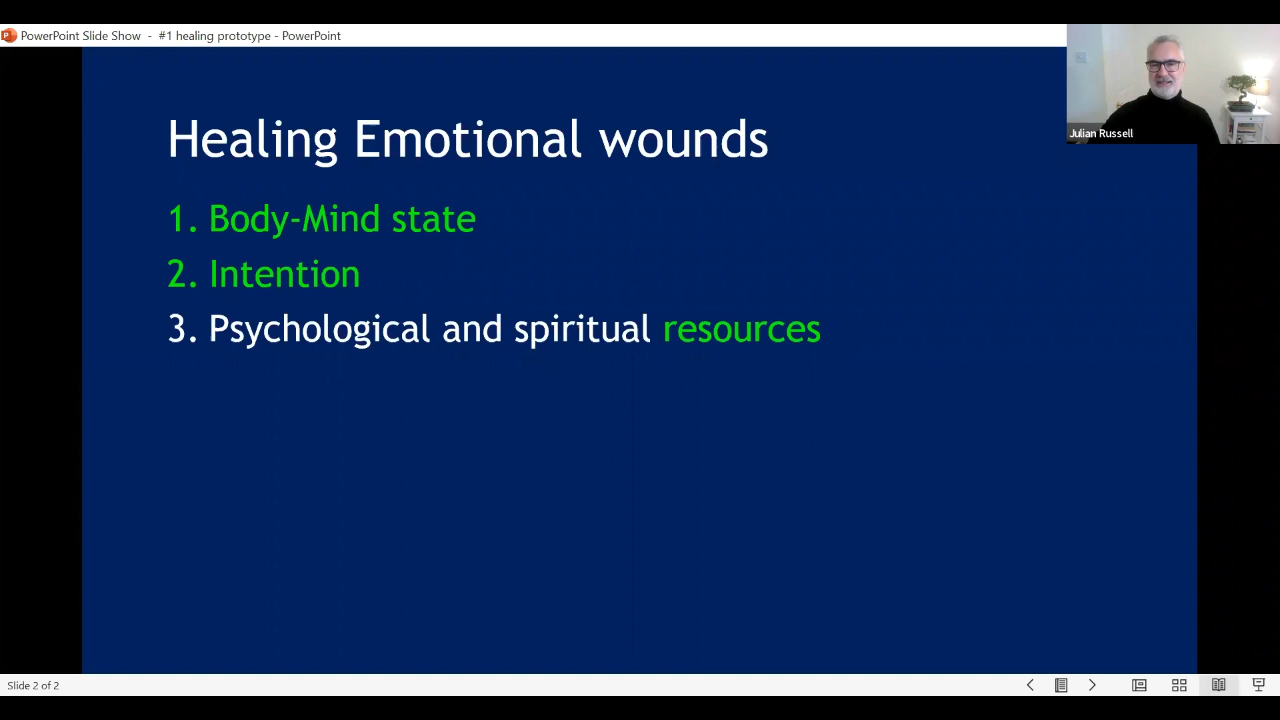 PowerPoint Slide Show - #1 healing prototype - PowerPoint
Julian Russell
Healing Emotional wounds
1. Body-Mind state
2. Intention
3. Psychological and spiritual resources
Slide 2 of 2